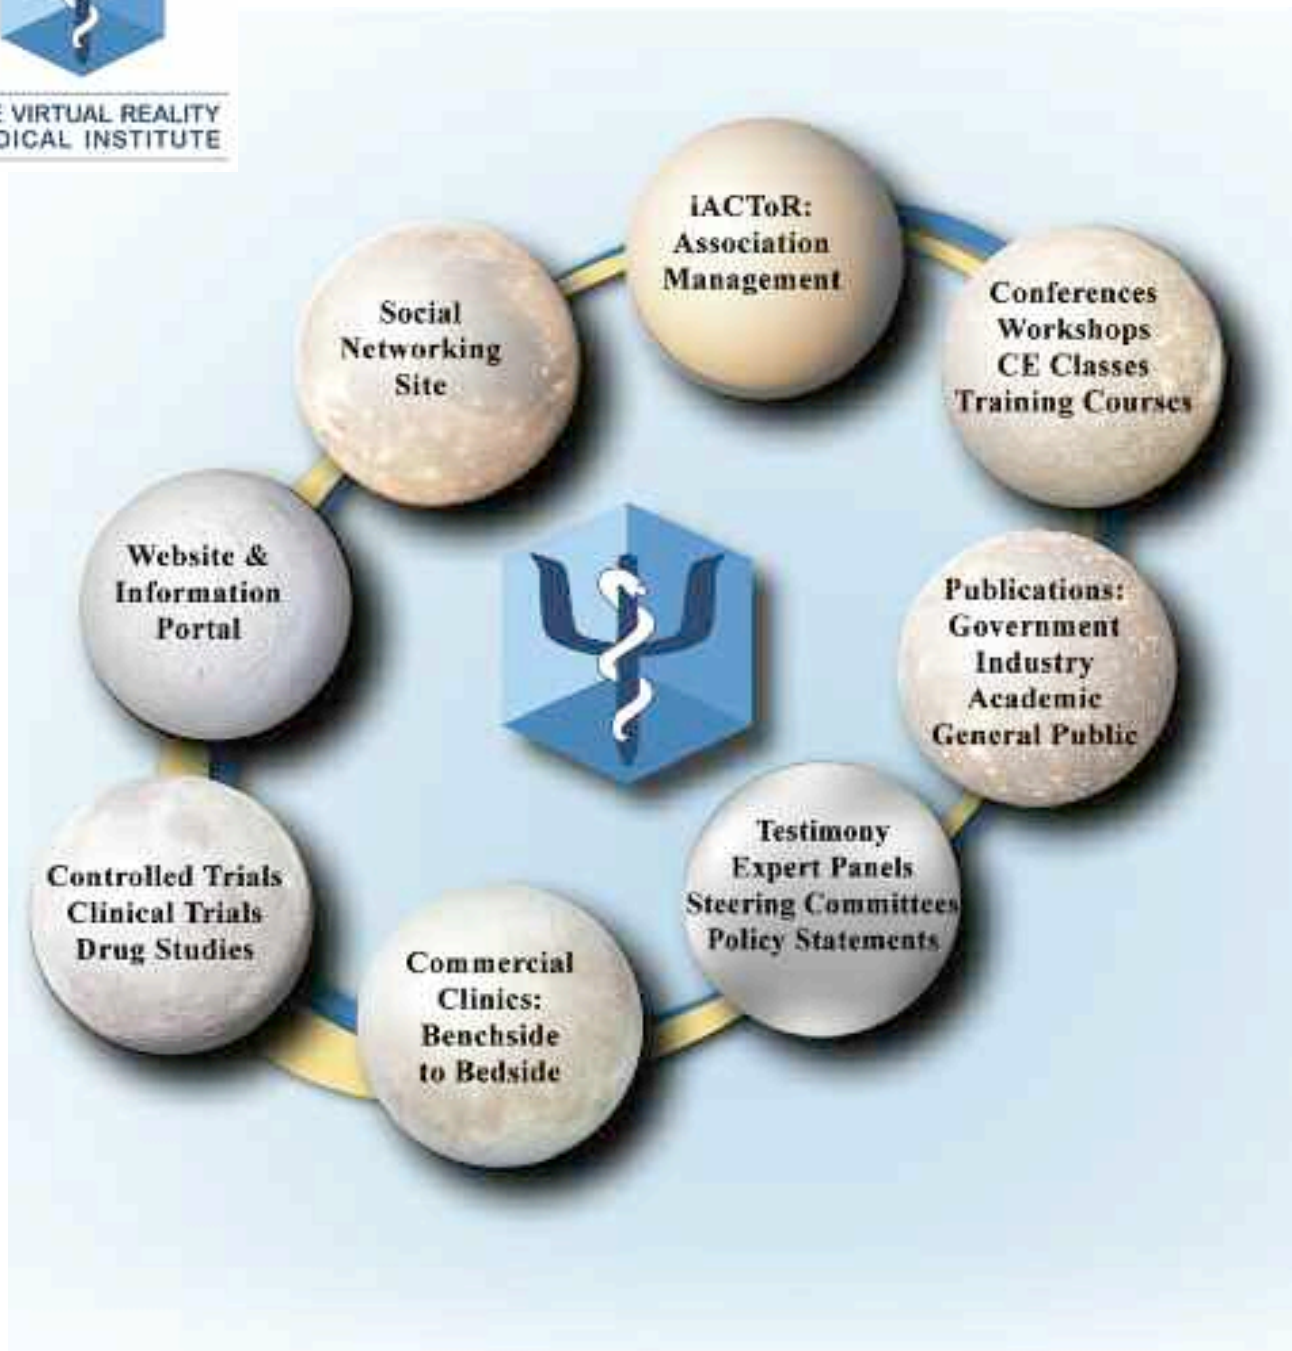 VIRTUAL REALITY
INSTITUTE
iACToR:
Association
Management
Conferences
Workshops
CE Classes
Training Courses
Publications:
Government
Industry
Academic
General Public
Testimony
Expert Panels
Steering Committees
Policy Statements
Commercial
Clinics:
Benchside
to Bedside
Controlled Trials
Clinical Trials
Drug Studies
Website &
Information
Portal
Social
Networking
Site